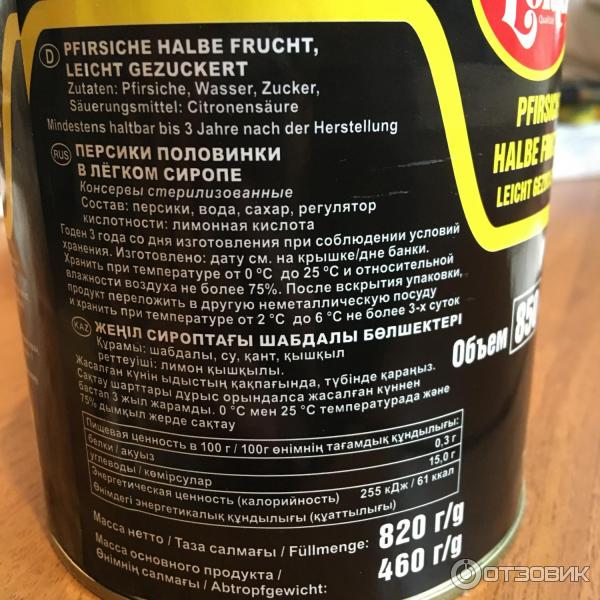 D PFIRSICHE HALBE FRUCHT,
LEICHT GEZUCKERT
Zutaten: Pfirsiche, Wasser, Zucker,
Säuerungsmittel: Citronensäure
Mindestens haltbar bis 3 Jahre nach der Herstellung
RUS ПЕРСИКИ ПОЛОВИНКИ
В ЛЁГКОМ СИРОПЕ
Консервы стерилизованные
Состав: персики, вода, сахар, регулятор
кислотности: лимонная кислота
Годен 3 года со дня изготовления при соблюдении условий
хранения. Изготовлено: дату см. на крышке/дне банки.
Хранить при температуре от 0 °C до 25 °C и относительной
влажности воздуха не более 75%. После вскрытия упаковки,
продукт переложить в другую неметаллическую посуду
и хранить при температуре от 2 °C до 6 °C не более 3-х суток
KAZ ЖЕҢІЛ СИРОПТАҒЫ ШАБДАЛЫ БӨЛШЕКТЕРІ
Құрамы: шабдалы, су, қант, қышқыл
реттеуіші: лимон қышқылы.
Жасалған күнін ыдыстың қақпағында, түбінде қараңыз.
Сақтау шарттары дұрыс орындалса жасалған күннен
бастап 3 жыл жарамды. 0 °C мен 25 °C температурада және
75% дымқыл жерде сақтау
Пищевая ценность в 100 г / 100г өнімнің тағамдық құндылығы:
белки / ақуыз 0,3 г
углеводы / көмірсулар 15,0 г
Энергетическая ценность (калорийность) 255 кДж / 61 ккал
Өнімдегі энергетикалық құндылығы (қуаттылығы)
Масса нетто / Таза салмағы / Füllmenge: 820 г/g
Масса основного продукта /
Өнімнің салмағы / Abtropfgewicht: 460 г/g
Qualität
HALBE
LEICHT
Объем 850
ОТЗОВИК